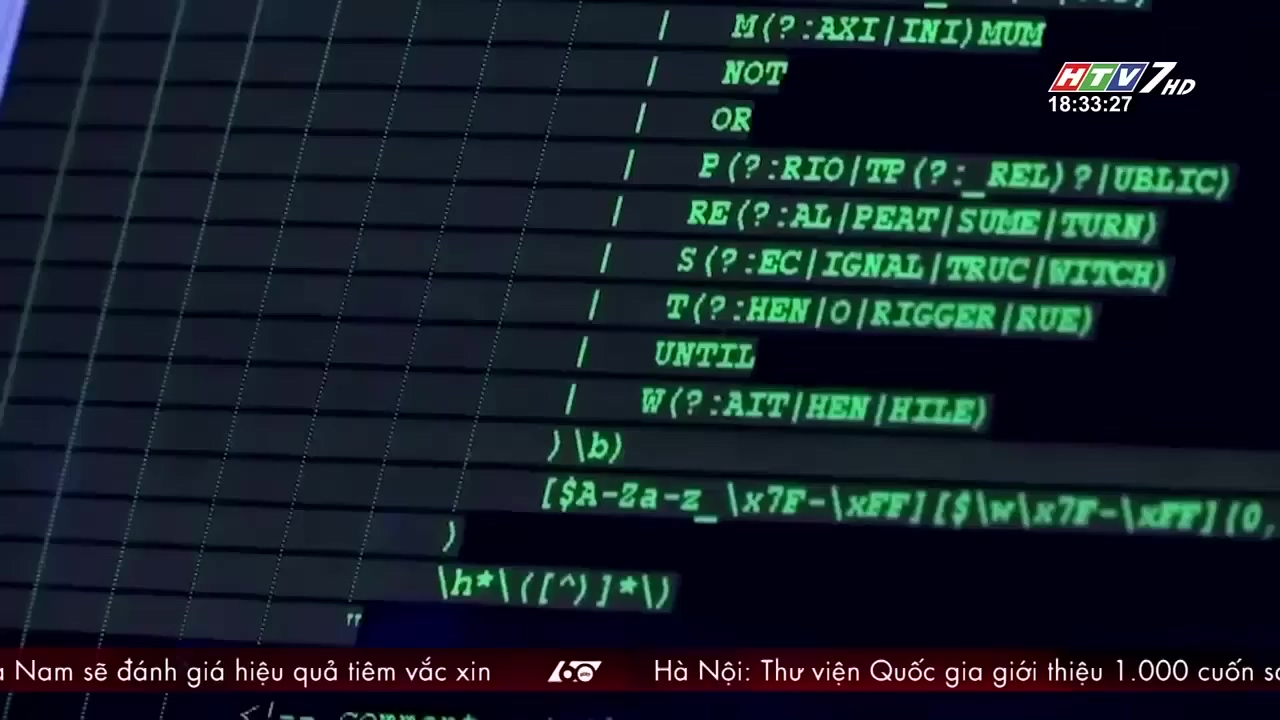 | M(?:AXI|INI)MUM
| NOT
| OR
| P(?:RIO|TP(?:_REL)?|UBLIC)
| RE(?:AL|PEAT|SUME|TURN)
| S(?:EC|IGNAL|TRUC|WITCH)
| T(?:HEN|O|RIGGER|RUE)
| UNTIL
| W(?:AIT|HEN|HILE)
)\b)
[$A-Za-z_\x7F-\xFF][$\w\x7F-\xFF]{0,
)
\h*\([^)]*\)
"
HTV7 HD
18:33:27
Nam sẽ đánh giá hiệu quả tiêm vắc xin 60 Hà Nội: Thư viện Quốc gia giới thiệu 1.000 cuốn
<!-- comment